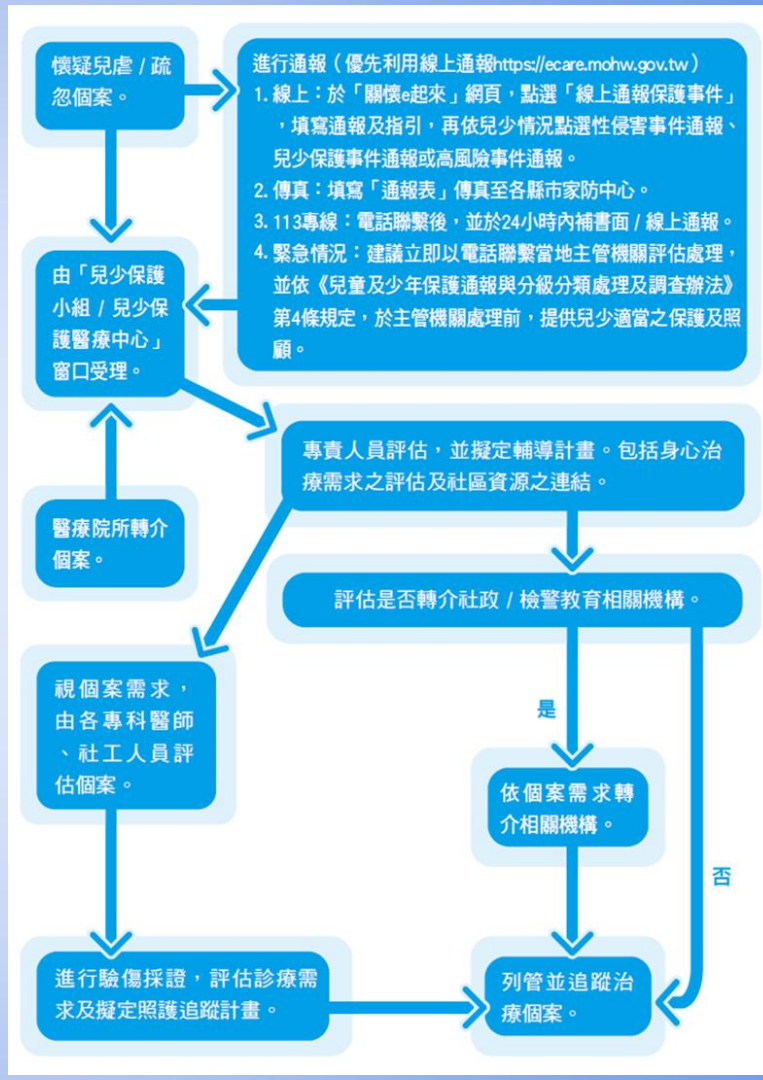 懷疑兒虐 / 疏
忽個案。
進行通報（優先利用線上通報https://ecare.mohw.gov.tw）
1. 線上：於「關懷e起來」網頁，點選「線上通報保護事件」
，填寫通報及指引，再依兒少情況點選性侵害事件通報、
兒少保護事件通報或高風險事件通報。
2. 傳真：填寫「通報表」傳真至各縣市家防中心。
3. 113專線：電話聯繫後，並於24小時內補書面 / 線上通報。
4. 緊急情況：建議立即以電話聯繫當地主管機關評估處理，
並依《兒童及少年保護通報與分級分類處理及調查辦法》
第4條規定，於主管機關處理前，提供兒少適當之保護及照
顧。
由「兒少保護
小組 / 兒少保
護醫療中心」
窗口受理。
醫療院所轉介
個案。
專責人員評估，並擬定輔導計畫。包括身心治
療需求之評估及社區資源之連結。
評估是否轉介社政 / 檢警教育相關機構。
視個案需求，
由各專科醫師
、社工人員評
估個案。
是
依個案需求轉
介相關機構。
否
進行驗傷採證，評估診療需
求及擬定照護追蹤計畫。
列管並追蹤治
療個案。